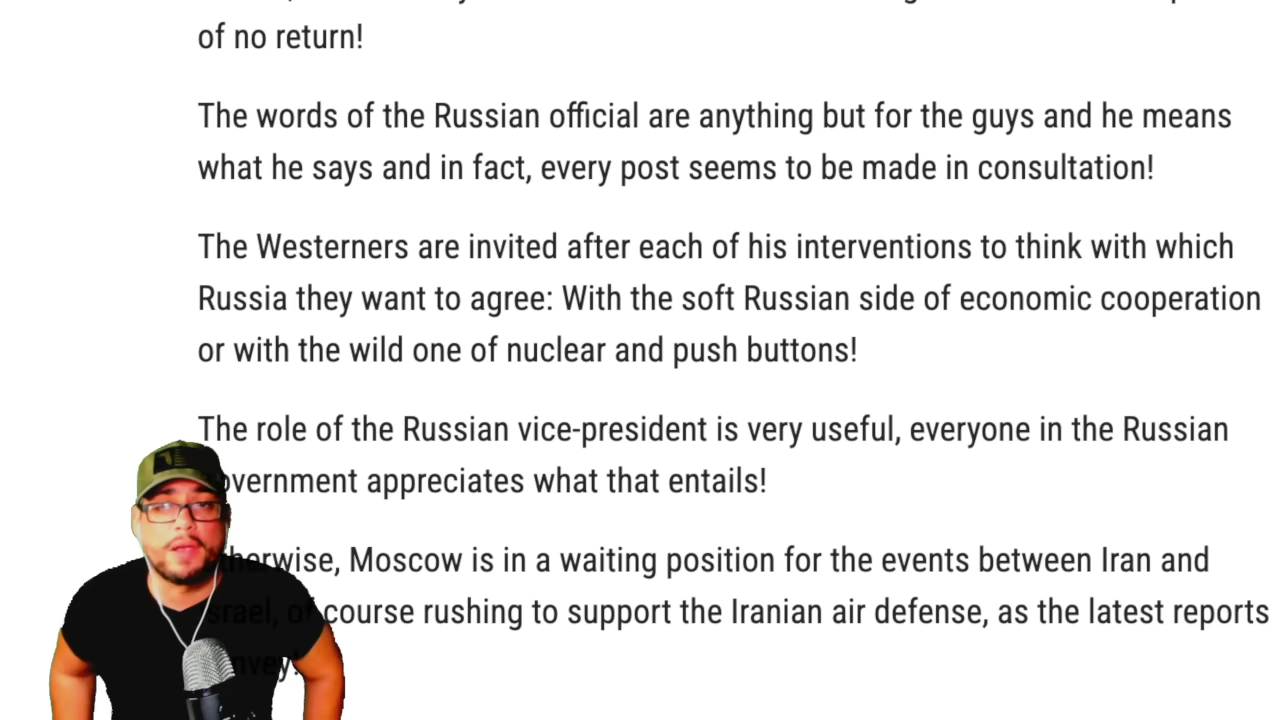 of no return!
The words of the Russian official are anything but for the guys and he means
what he says and in fact, every post seems to be made in consultation!
The Westerners are invited after each of his interventions to think with which
Russia they want to agree: With the soft Russian side of economic cooperation
or with the wild one of nuclear and push buttons!
The role of the Russian vice-president is very useful, everyone in the Russian
government appreciates what that entails!
Otherwise, Moscow is in a waiting position for the events between Iran and
Israel, of course rushing to support the Iranian air defense, as the latest reports
convey!